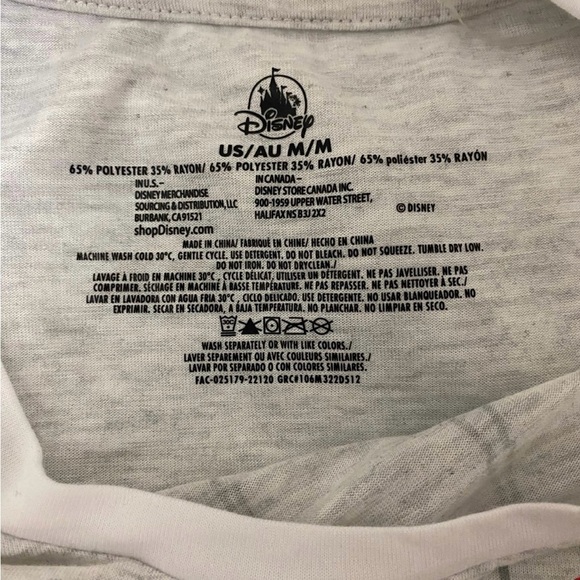 Disney
US/AU M/M
65% POLYESTER 35% RAYON/ 65% POLYESTER 35% RAYON/ 65% poliéster 35% RAYÓN
IN U.S.–
DISNEY MERCHANDISE
SOURCING & DISTRIBUTION, LLC
BURBANK, CA 91521
shopDisney.com
IN CANADA –
DISNEY STORE CANADA INC.
900-1959 UPPER WATER STREET,
HALIFAX NS B3J 2X2
© DISNEY
MADE IN CHINA/ FABRIQUÉ EN CHINE/ HECHO EN CHINA
MACHINE WASH COLD 30°C, GENTLE CYCLE. USE DETERGENT. DO NOT BLEACH. DO NOT SQUEEZE. TUMBLE DRY LOW.
DO NOT IRON. DO NOT DRYCLEAN./
LAVAGE À FROID EN MACHINE 30°C, CYCLE DÉLICAT, UTILISER UN DÉTERGENT. NE PAS JAVELLISER. NE PAS
COMPRIMER. SÉCHAGE EN MACHINE À BASSE TEMPÉRATURE. NE PAS REPASSER. NE PAS NETTOYER À SEC./
LAVAR EN LAVADORA CON AGUA FRIA 30°C , CICLO DELICADO. USE DETERGENTE. NO USAR BLANQUEADOR. NO
EXPRIMIR. SECAR EN SECADORA, A BAJA TEMPERATURA. NO PLANCHAR. NO LIMPIAR EN SECO.
WASH SEPARATELY OR WITH LIKE COLORS./
LAVER SEPAREMENT OU AVEC COULEURS SIMILAIRES./
LAVAR POR SEPARADO O CON COLORES SIMILARES.
FAC-025179-22120 GRC#106M322D512